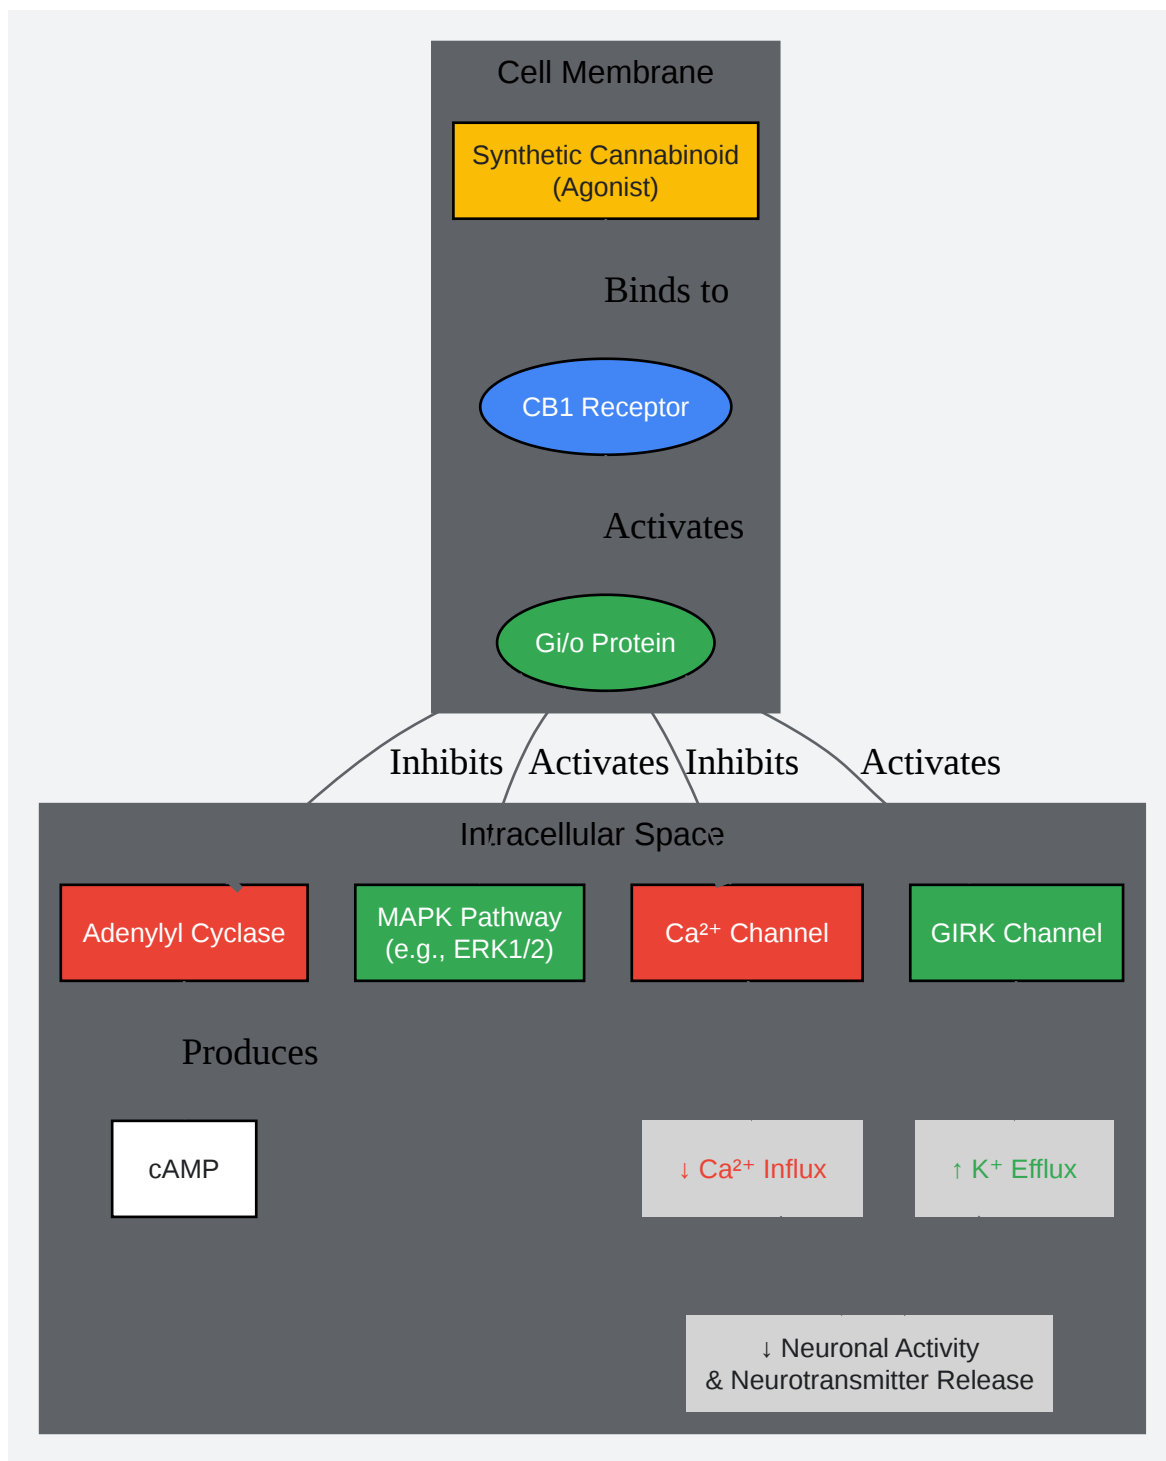 Cell Membrane
Synthetic Cannabinoid
(Agonist)
Binds to
CB1 Receptor
Activates
Gi/o Protein
Inhibits
Activates
Inhibits
Activates
Intracellular Space
Adenylyl Cyclase
MAPK Pathway
(e.g., ERK1/2)
Ca²⁺ Channel
GIRK Channel
Produces
cAMP
↓ Ca²⁺ Influx
↑ K⁺ Efflux
↓ Neuronal Activity
& Neurotransmitter Release